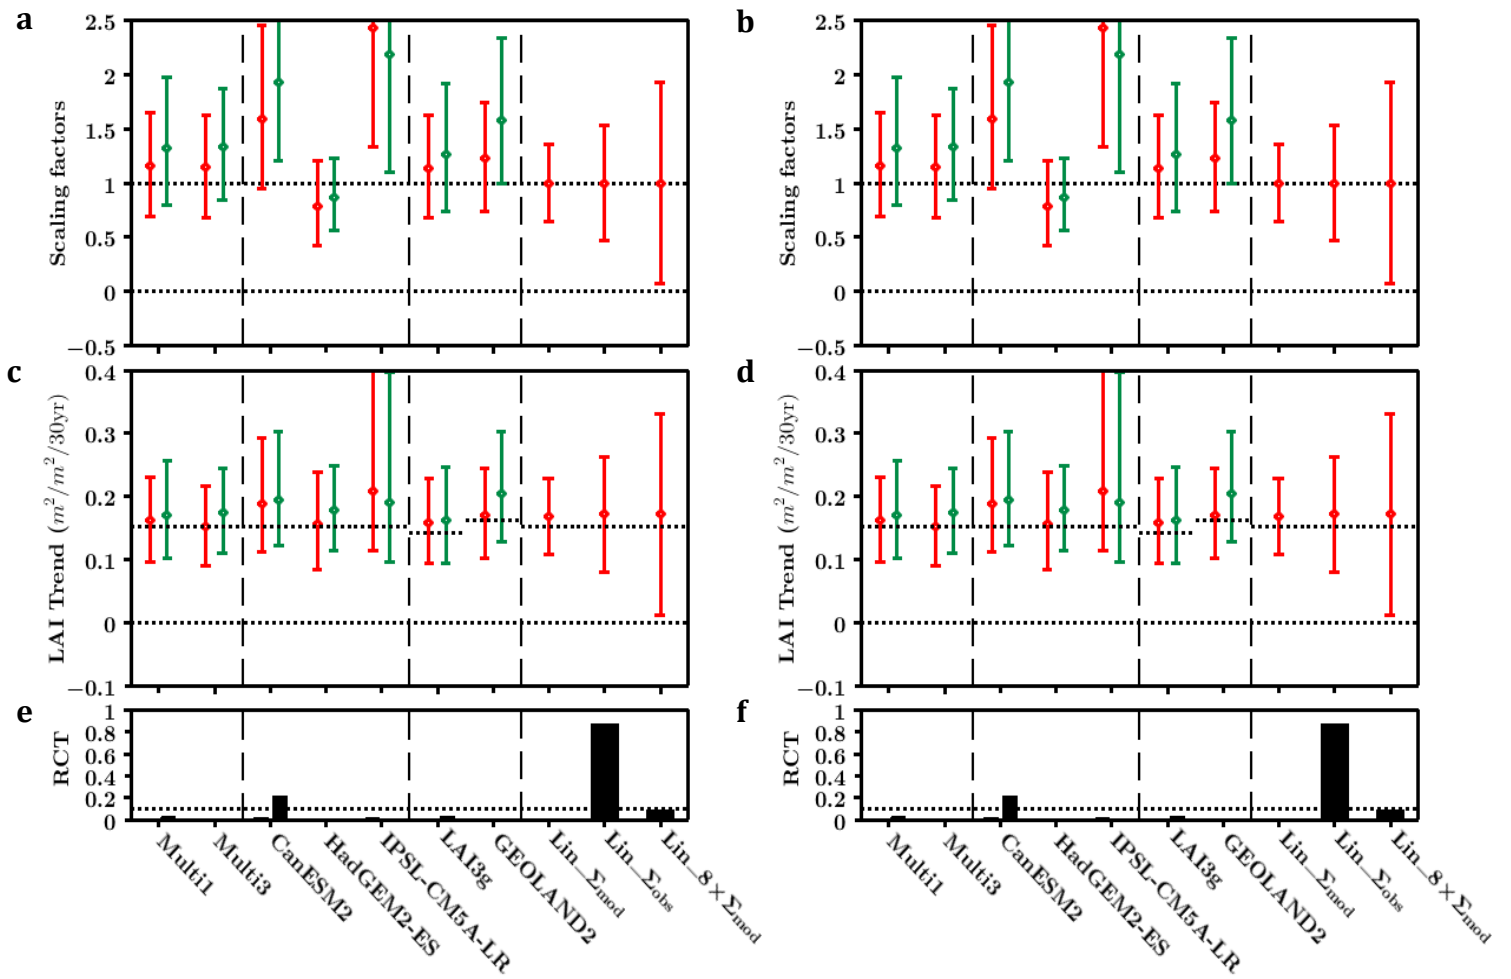 a
2.5
2
1.5
1
0.5
0
−0.5
Scaling factors
b
2.5
2
1.5
1
0.5
0
−0.5
Scaling factors
c
0.4
0.3
0.2
0.1
0
−0.1
LAI Trend (m²/m²/30yr)
d
0.4
0.3
0.2
0.1
0
−0.1
LAI Trend (m²/m²/30yr)
e
1
0.8
0.6
0.4
0.2
0
RCT
Multi1
Multi3
CanESM2
HadGEM2-ES
IPSL-CM5A-LR
LAI3g
GEOLAND2
Lin_Σmod
Lin_Σobs
Lin_8×Σmod
f
1
0.8
0.6
0.4
0.2
0
RCT
Multi1
Multi3
CanESM2
HadGEM2-ES
IPSL-CM5A-LR
LAI3g
GEOLAND2
Lin_Σmod
Lin_Σobs
Lin_8×Σmod